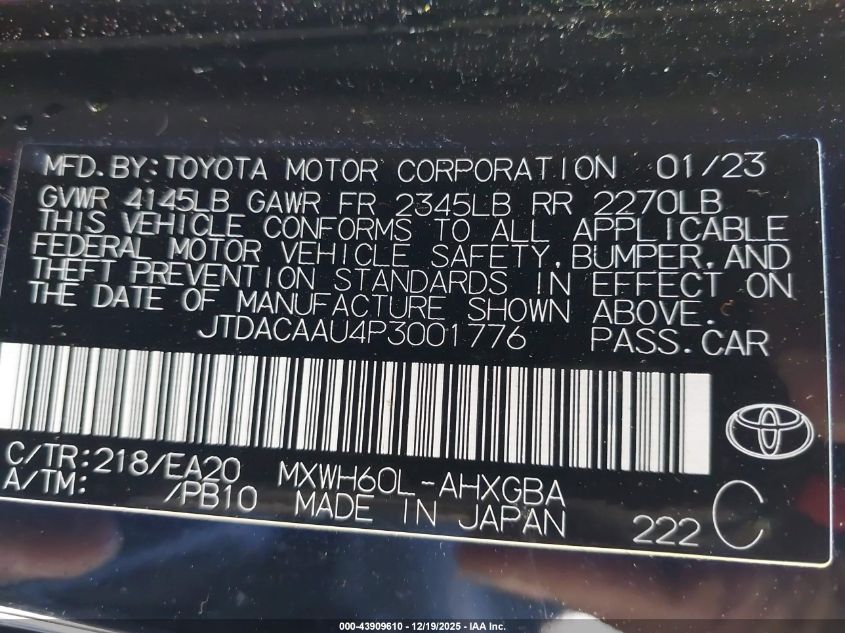 MFD.BY:TOYOTA MOTOR CORPORATION 01/23
GVWR 4145LB GAWR FR 2345LB RR 2270LB
THIS VEHICLE CONFORMS TO ALL APPLICABLE
FEDERAL MOTOR VEHICLE SAFETY,BUMPER,AND
THEFT PREVENTION STANDARDS IN EFFECT ON
THE DATE OF MANUFACTURE SHOWN ABOVE.
JTDACAAU4P3001776 PASS.CAR
C/TR:218/EA20 MXWH60L-AHXGBA
A/TM: /PB10 MADE IN JAPAN 222 C
000-43909610 - 12/19/2025 - IAA Inc.